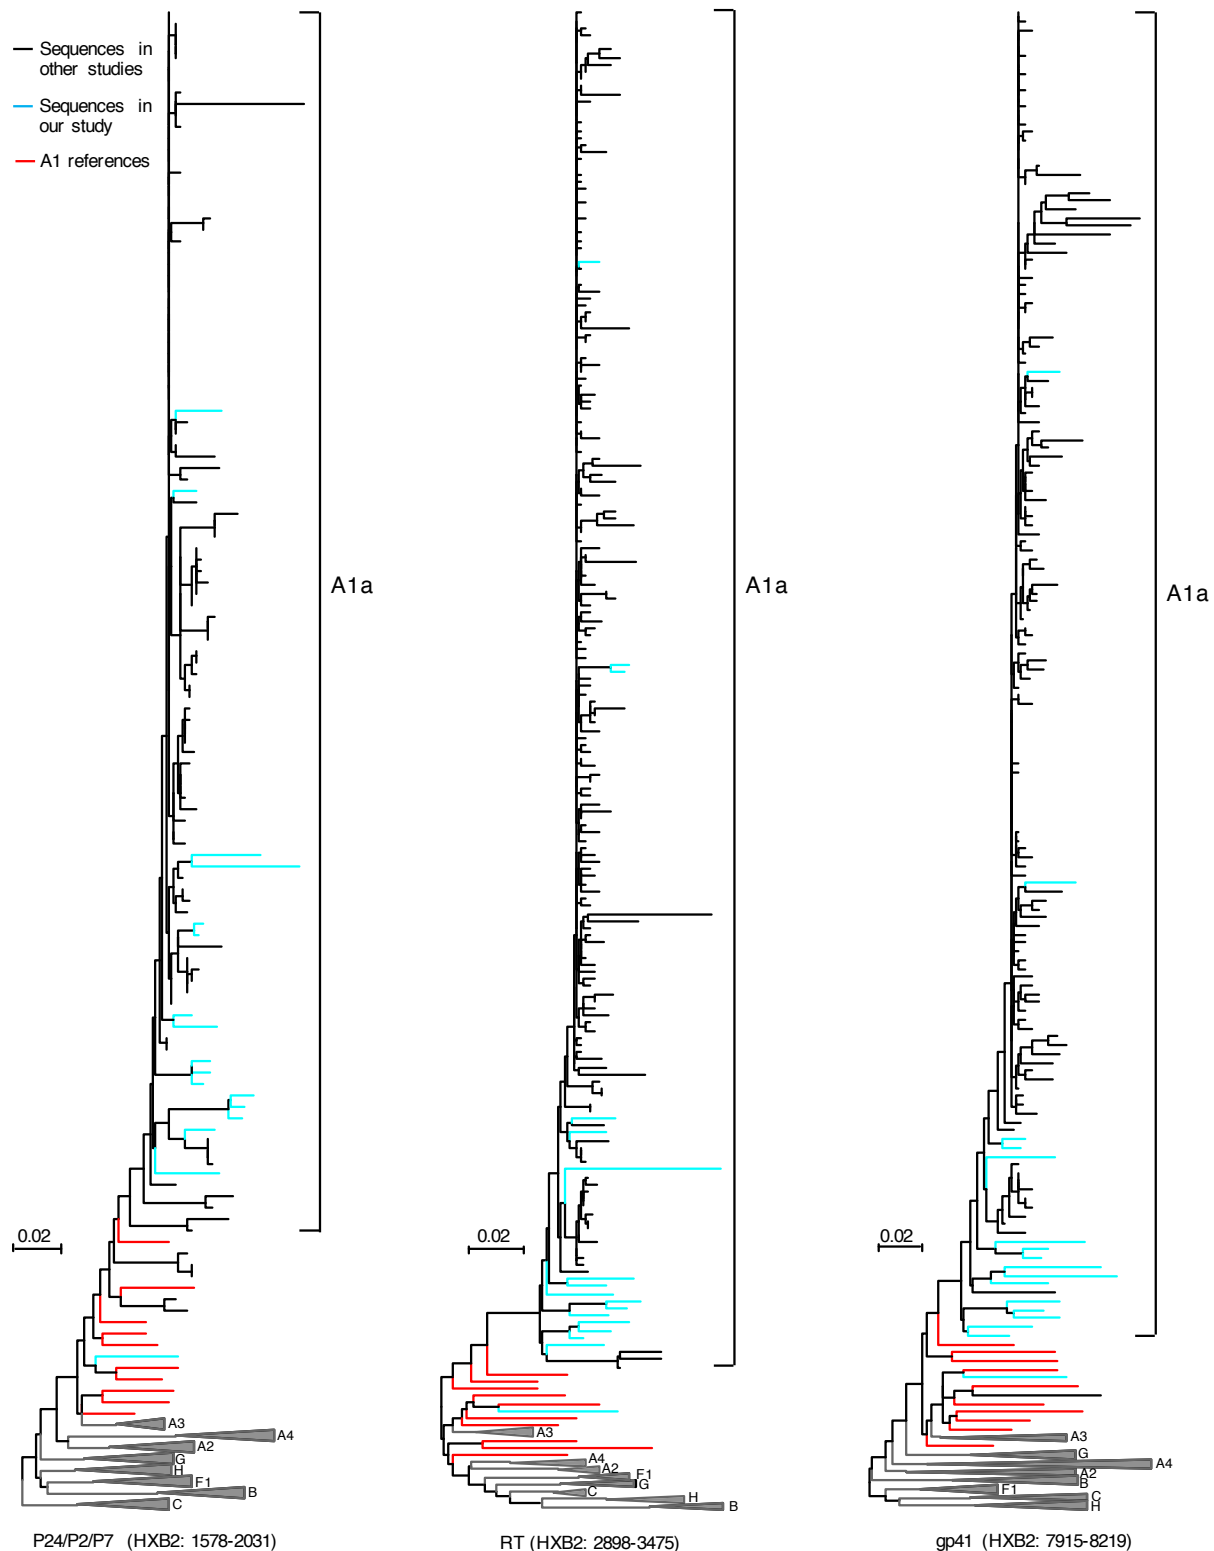 Sequences in
other studies
Sequences in
our study
A1 references
A1a
A1a
A1a
0.02
0.02
0.02
A3
A4
A2
G
H
F1
B
C
A3
A4
A2
F1
G
C
H
B
A3
G
A4
A2
B
F1
C
H
P24/P2/P7 (HXB2: 1578-2031)
RT (HXB2: 2898-3475)
gp41 (HXB2: 7915-8219)